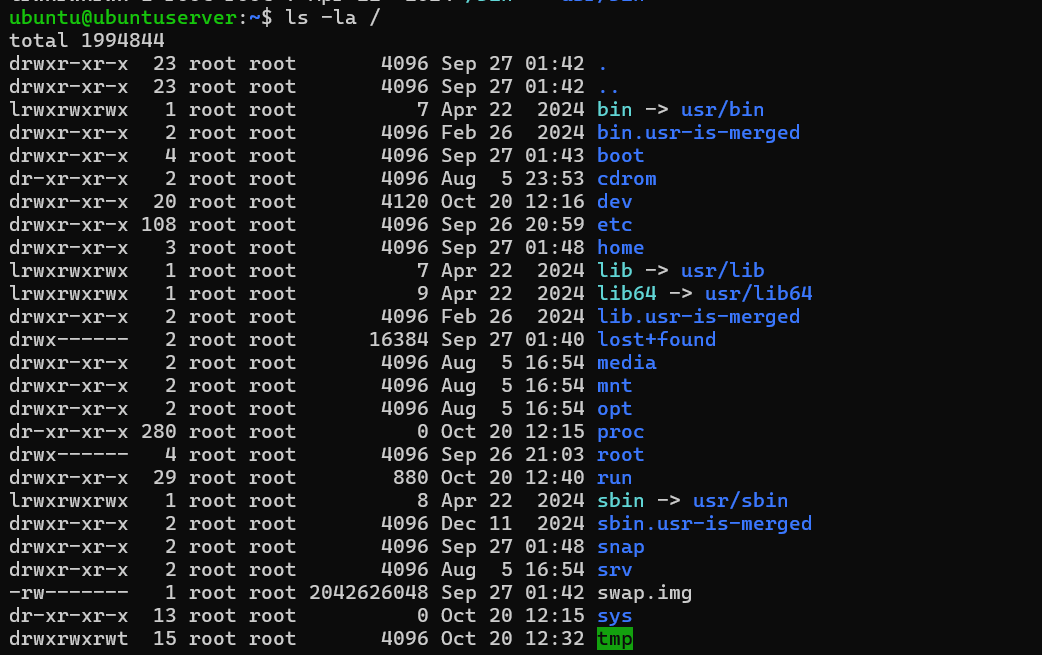 ubuntu@ubuntuserver:~$ ls -la /
total 1994844
drwxr-xr-x  23 root root       4096 Sep 27 01:42 .
drwxr-xr-x  23 root root       4096 Sep 27 01:42 ..
lrwxrwxrwx   1 root root          7 Apr 22  2024 bin -> usr/bin
drwxr-xr-x   2 root root       4096 Feb 26  2024 bin.usr-is-merged
drwxr-xr-x   4 root root       4096 Sep 27 01:43 boot
dr-xr-xr-x   2 root root       4096 Aug  5 23:53 cdrom
drwxr-xr-x  20 root root       4120 Oct 20 12:16 dev
drwxr-xr-x 108 root root       4096 Sep 26 20:59 etc
drwxr-xr-x   3 root root       4096 Sep 27 01:48 home
lrwxrwxrwx   1 root root          7 Apr 22  2024 lib -> usr/lib
lrwxrwxrwx   1 root root          9 Apr 22  2024 lib64 -> usr/lib64
drwxr-xr-x   2 root root       4096 Feb 26  2024 lib.usr-is-merged
drwx------   2 root root      16384 Sep 27 01:40 lost+found
drwxr-xr-x   2 root root       4096 Aug  5 16:54 media
drwxr-xr-x   2 root root       4096 Aug  5 16:54 mnt
drwxr-xr-x   2 root root       4096 Aug  5 16:54 opt
dr-xr-xr-x 280 root root          0 Oct 20 12:15 proc
drwx------   4 root root       4096 Sep 26 21:03 root
drwxr-xr-x  29 root root        880 Oct 20 12:40 run
lrwxrwxrwx   1 root root          8 Apr 22  2024 sbin -> usr/sbin
drwxr-xr-x   2 root root       4096 Dec 11  2024 sbin.usr-is-merged
drwxr-xr-x   2 root root       4096 Sep 27 01:48 snap
drwxr-xr-x   2 root root       4096 Aug  5 16:54 srv
-rw-------   1 root root 2042626048 Sep 27 01:42 swap.img
dr-xr-xr-x  13 root root          0 Oct 20 12:15 sys
drwxrwxrwt  15 root root       4096 Oct 20 12:32 tmp